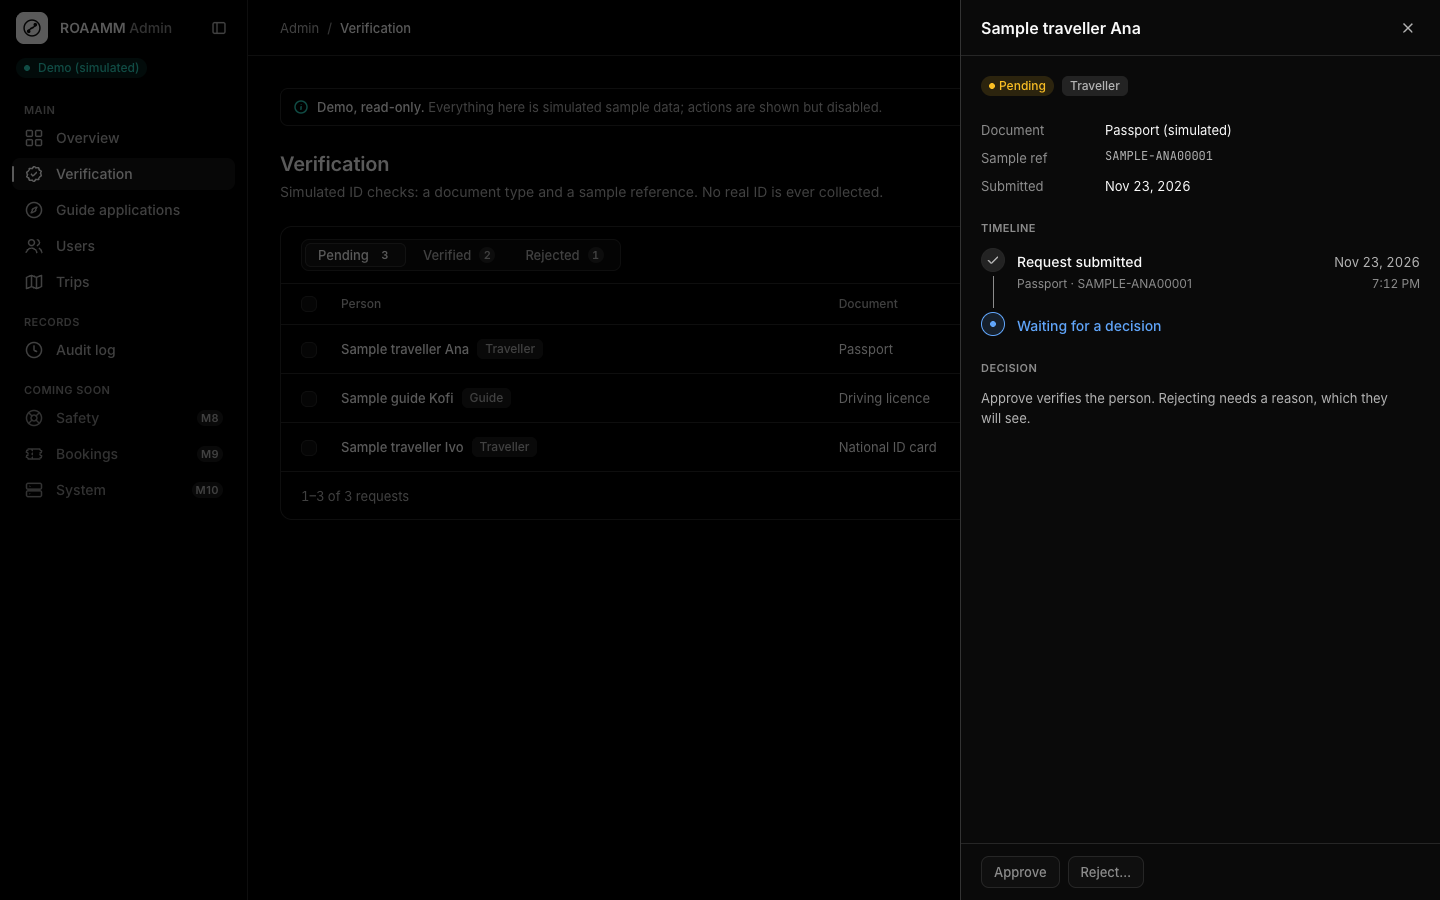 ROAAMM Admin
Demo (simulated)
MAIN
Overview
Verification
Guide applications
Users
Trips
RECORDS
Audit log
COMING SOON
Safety M8
Bookings M9
System M10
Admin / Verification
Demo, read-only. Everything here is simulated sample data; actions are shown but disabled.
Verification
Simulated ID checks: a document type and a sample reference. No real ID is ever collected.
Pending 3 Verified 2 Rejected 1
Person Document
Sample traveller Ana Traveller Passport
Sample guide Kofi Guide Driving licence
Sample traveller Ivo Traveller National ID card
1–3 of 3 requests
Sample traveller Ana
Pending Traveller
Document Passport (simulated)
Sample ref SAMPLE-ANA00001
Submitted Nov 23, 2026
TIMELINE
Request submitted Nov 23, 2026
Passport · SAMPLE-ANA00001 7:12 PM
Waiting for a decision
DECISION
Approve verifies the person. Rejecting needs a reason, which they
will see.
Approve Reject...